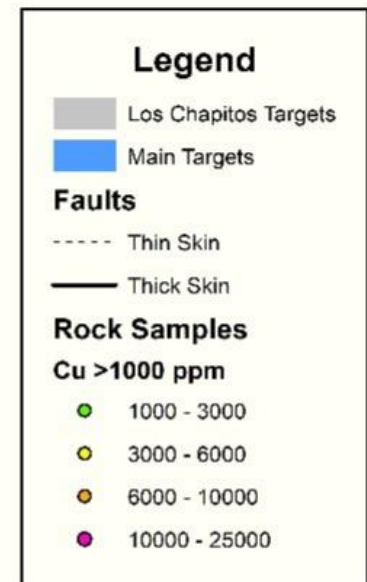 Legend
Los Chapitos Targets
Main Targets
Faults
Thin Skin
Thick Skin
Rock Samples
Cu >1000 ppm
1000 - 3000
3000 - 6000
6000 - 10000
10000 - 25000